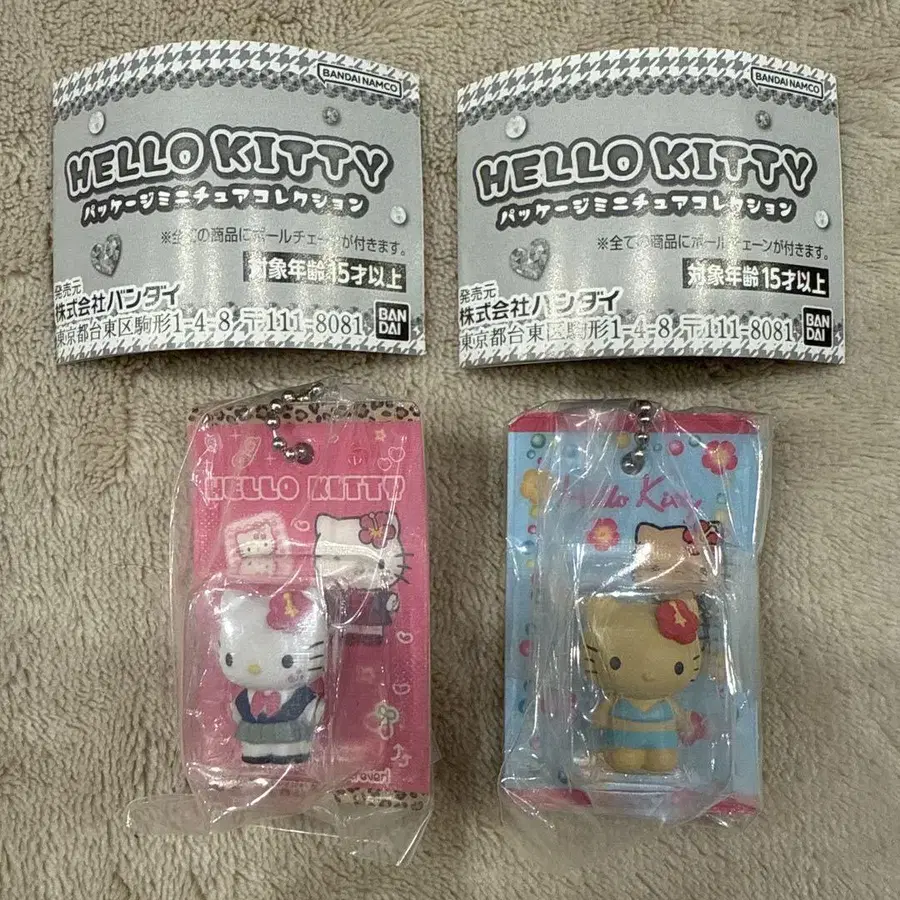 BANDAI NAMCO
HELLO KITTY
パッケージミニチュアコレクション
※全ての商品にボールチェーンが付きます。
対象年齢 15才以上
発売元
株式会社バンダイ
東京都台東区駒形1-4-8 〒111-8081
BAN
DAI
BANDAI NAMCO
HELLO KITTY
パッケージミニチュアコレクション
※全ての商品にボールチェーンが付きます。
対象年齢 15才以上
発売元
株式会社バンダイ
東京都台東区駒形1-4-8 〒111-8081
BAN
DAI
HELLO KITTY
Hello Kitty